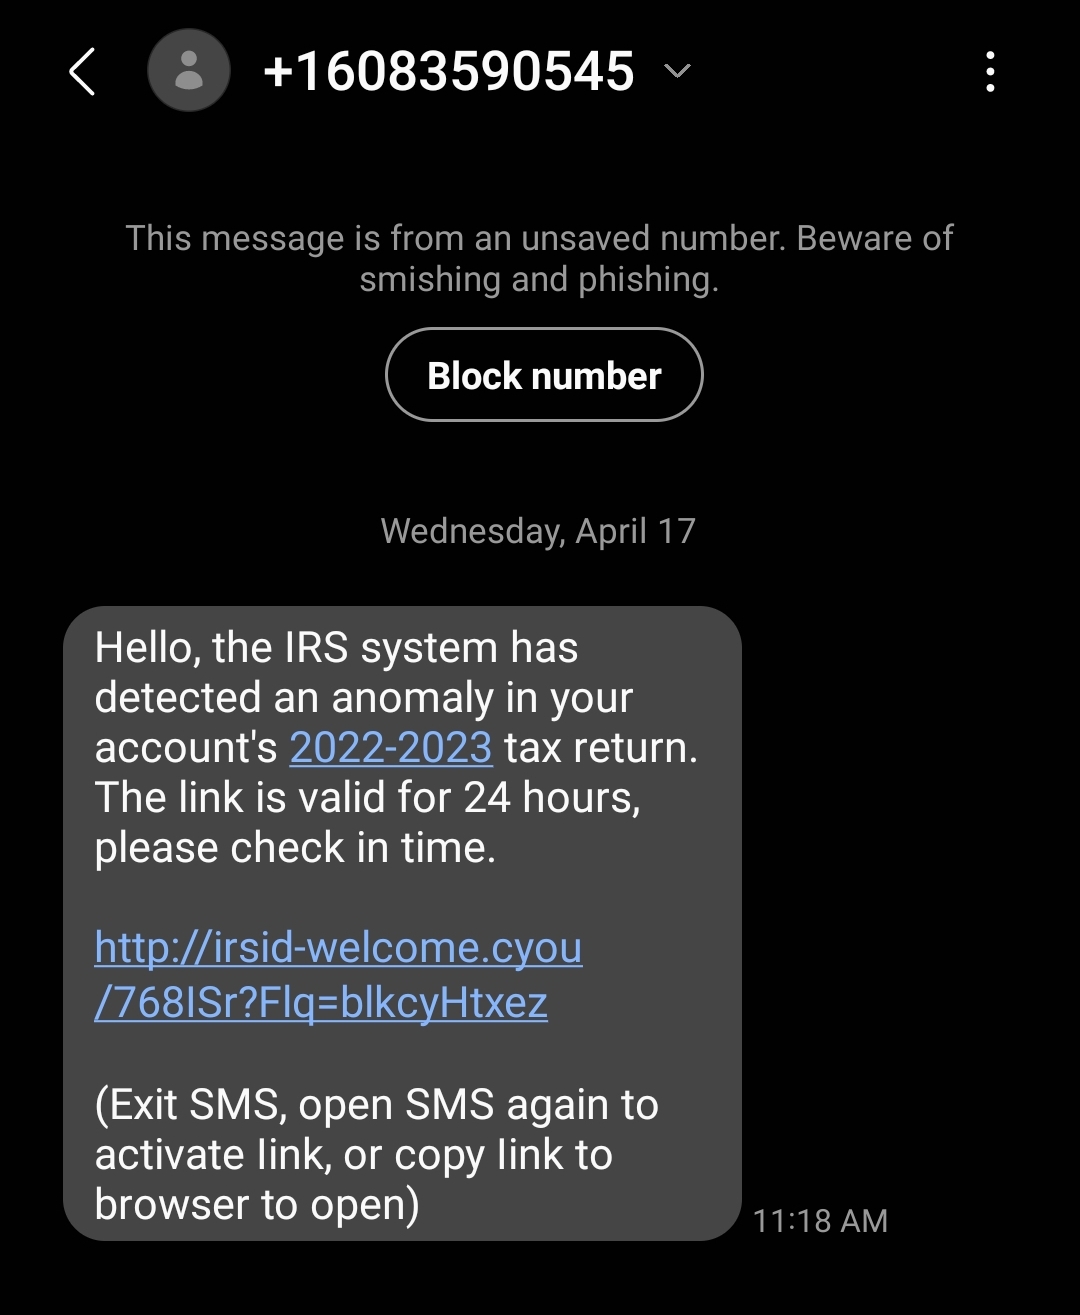 +16083590545
This message is from an unsaved number. Beware of
smishing and phishing.
Block number
Wednesday, April 17
Hello, the IRS system has
detected an anomaly in your
account's 2022-2023 tax return.
The link is valid for 24 hours,
please check in time.
http://irsid-welcome.cyou
/768ISr?Flq=blkcyHtxez
(Exit SMS, open SMS again to
activate link, or copy link to
browser to open)
11:18 AM